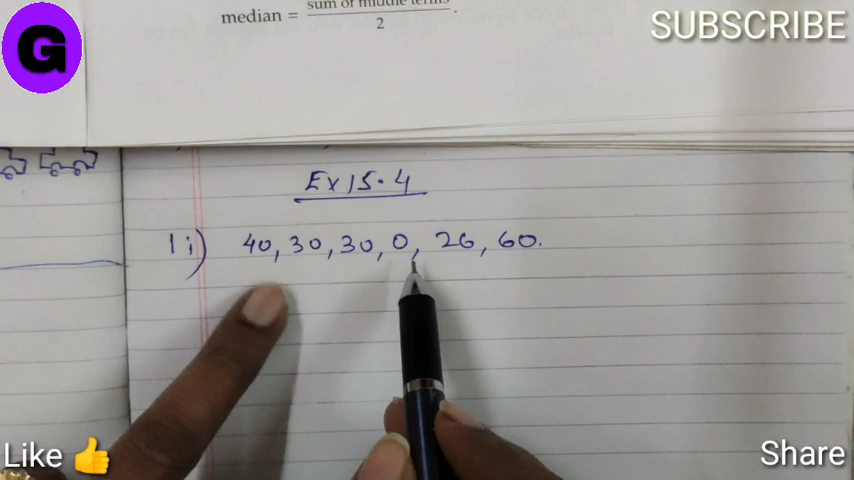 G
SUBSCRIBE
median = sum of middle terms / 2 .
Ex 15.4
1 i) 40, 30, 30, 0, 26, 60.
Like 👍
Share